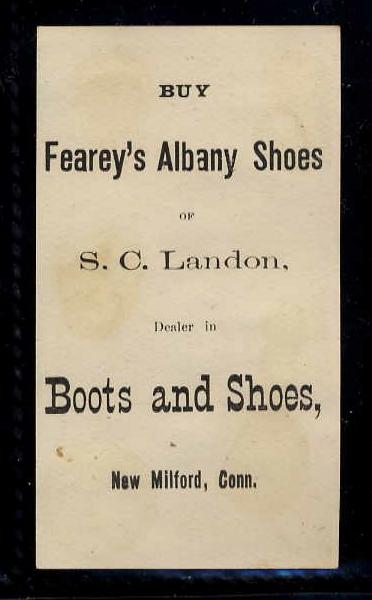 BUY
Fearey's Albany Shoes
OF
S. C. Landon,
Dealer in
Boots and Shoes,
New Milford, Conn.